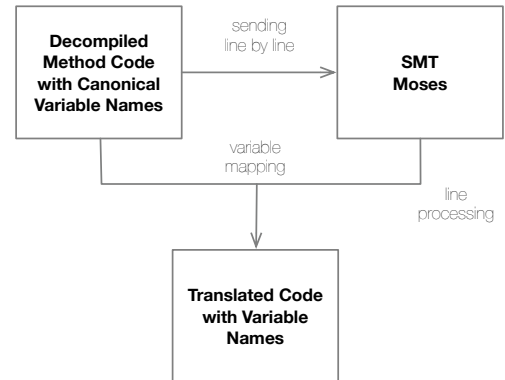 Decompiled
Method Code
with Canonical
Variable Names
sending
line by line
SMT
Moses
variable
mapping
line
processing
Translated Code
with Variable
Names